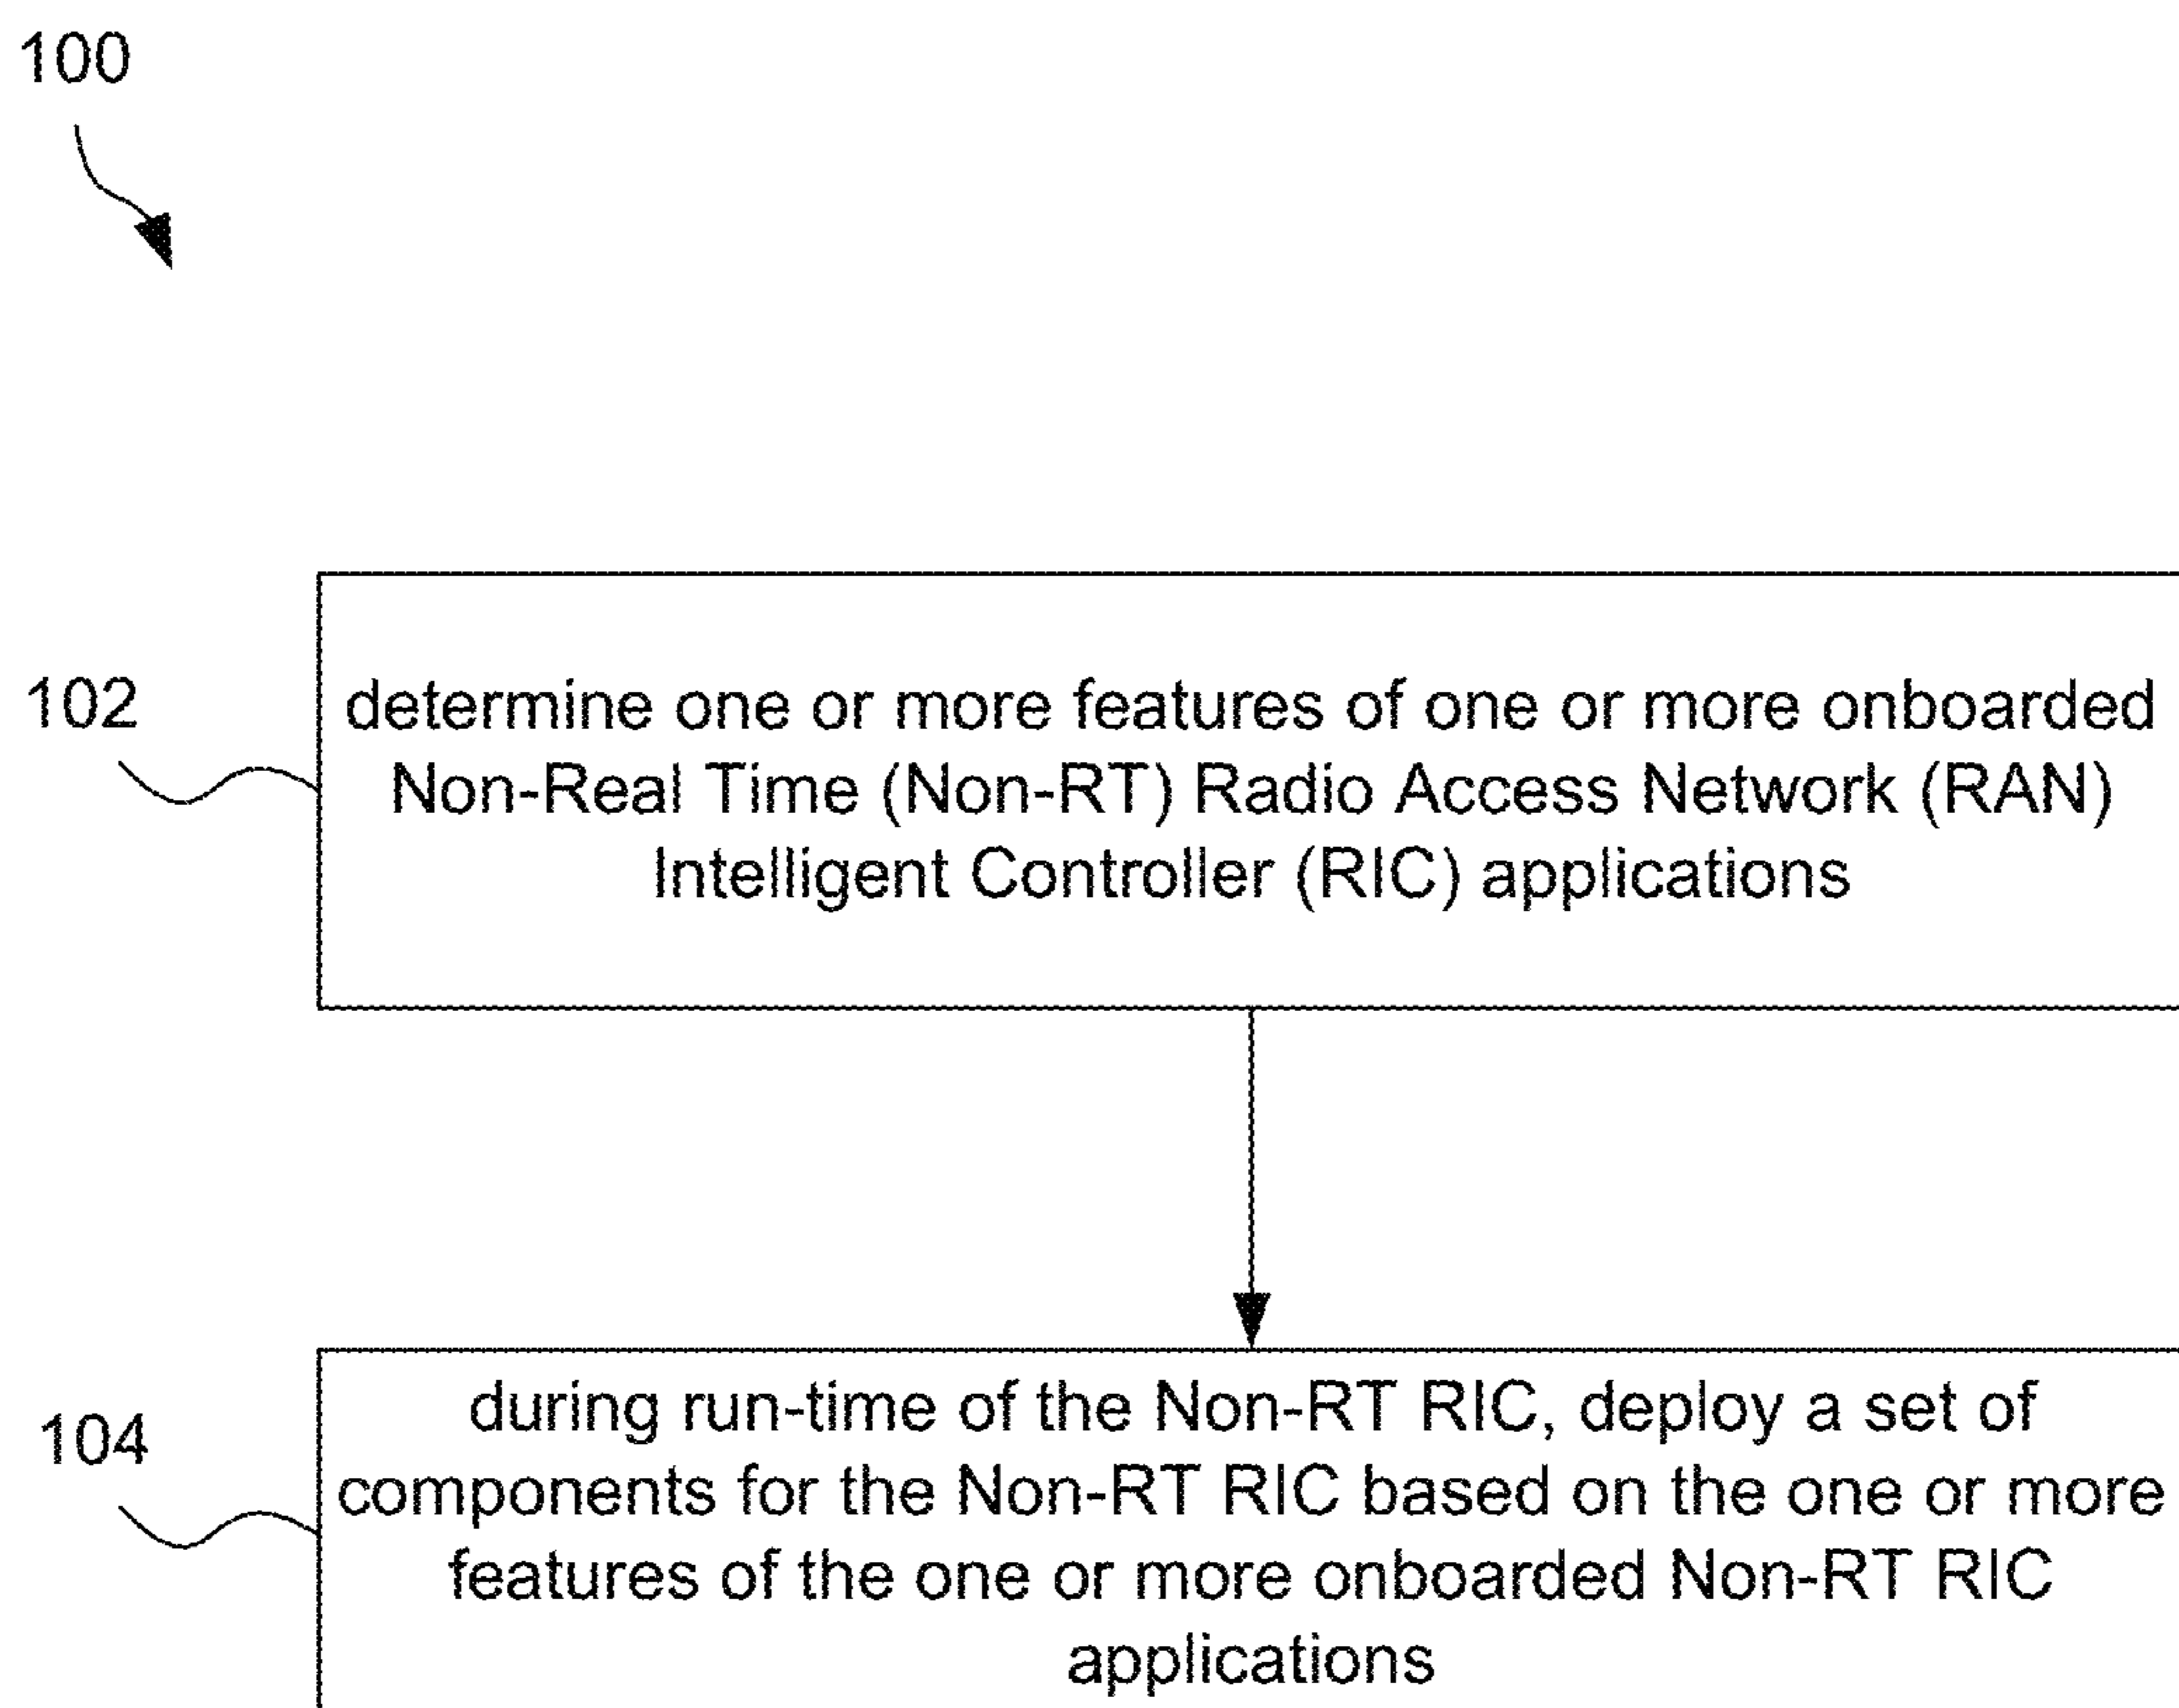 100
102
determine one or more features of one or more onboarded
Non-Real Time (Non-RT) Radio Access Network (RAN)
Intelligent Controller (RIC) applications
104
during run-time of the Non-RT RIC, deploy a set of
components for the Non-RT RIC based on the one or more
features of the one or more onboarded Non-RT RIC
applications